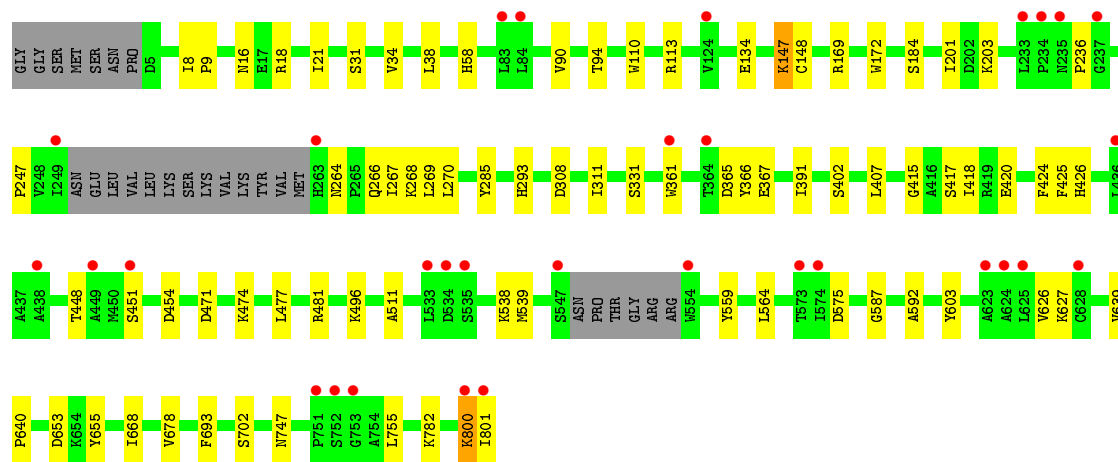 GLY GLY SER MET SER ASN PRO D5 I8 P9 N16 E17 R18 I21 S31 V34 L38 H58 L83 L84 V90 T94 W110 R113 V124 E134 K147 C148 R169 W172 S184 I201 D202 K203 L233 P234 N235 P236 G237
P247 V248 I249 ASN GLU LEU VAL LEU LYS SER LYS VAL LYS TYR VAL MET H263 N264 P265 Q266 I267 K268 L269 L270 Y285 H293 D308 I311 S331 W361 T364 D365 Y366 E367 I391 S402 L407 G415 A416 S417 I418 R419 E420 F424 F425 H426 L436
A437 A438 T448 A449 M450 S451 D454 D471 K474 L477 R481 K496 A511 L533 D534 S535 K538 M539 S547 ASN PRO THR GLY ARG ARG W554 Y559 L564 T573 I574 D575 G587 A592 Y603 A623 A624 L625 V626 K627 C628 V639
P640 D653 K654 Y655 I668 V678 F693 S702 N747 P751 S752 G753 A754 L755 K782 K800 I801